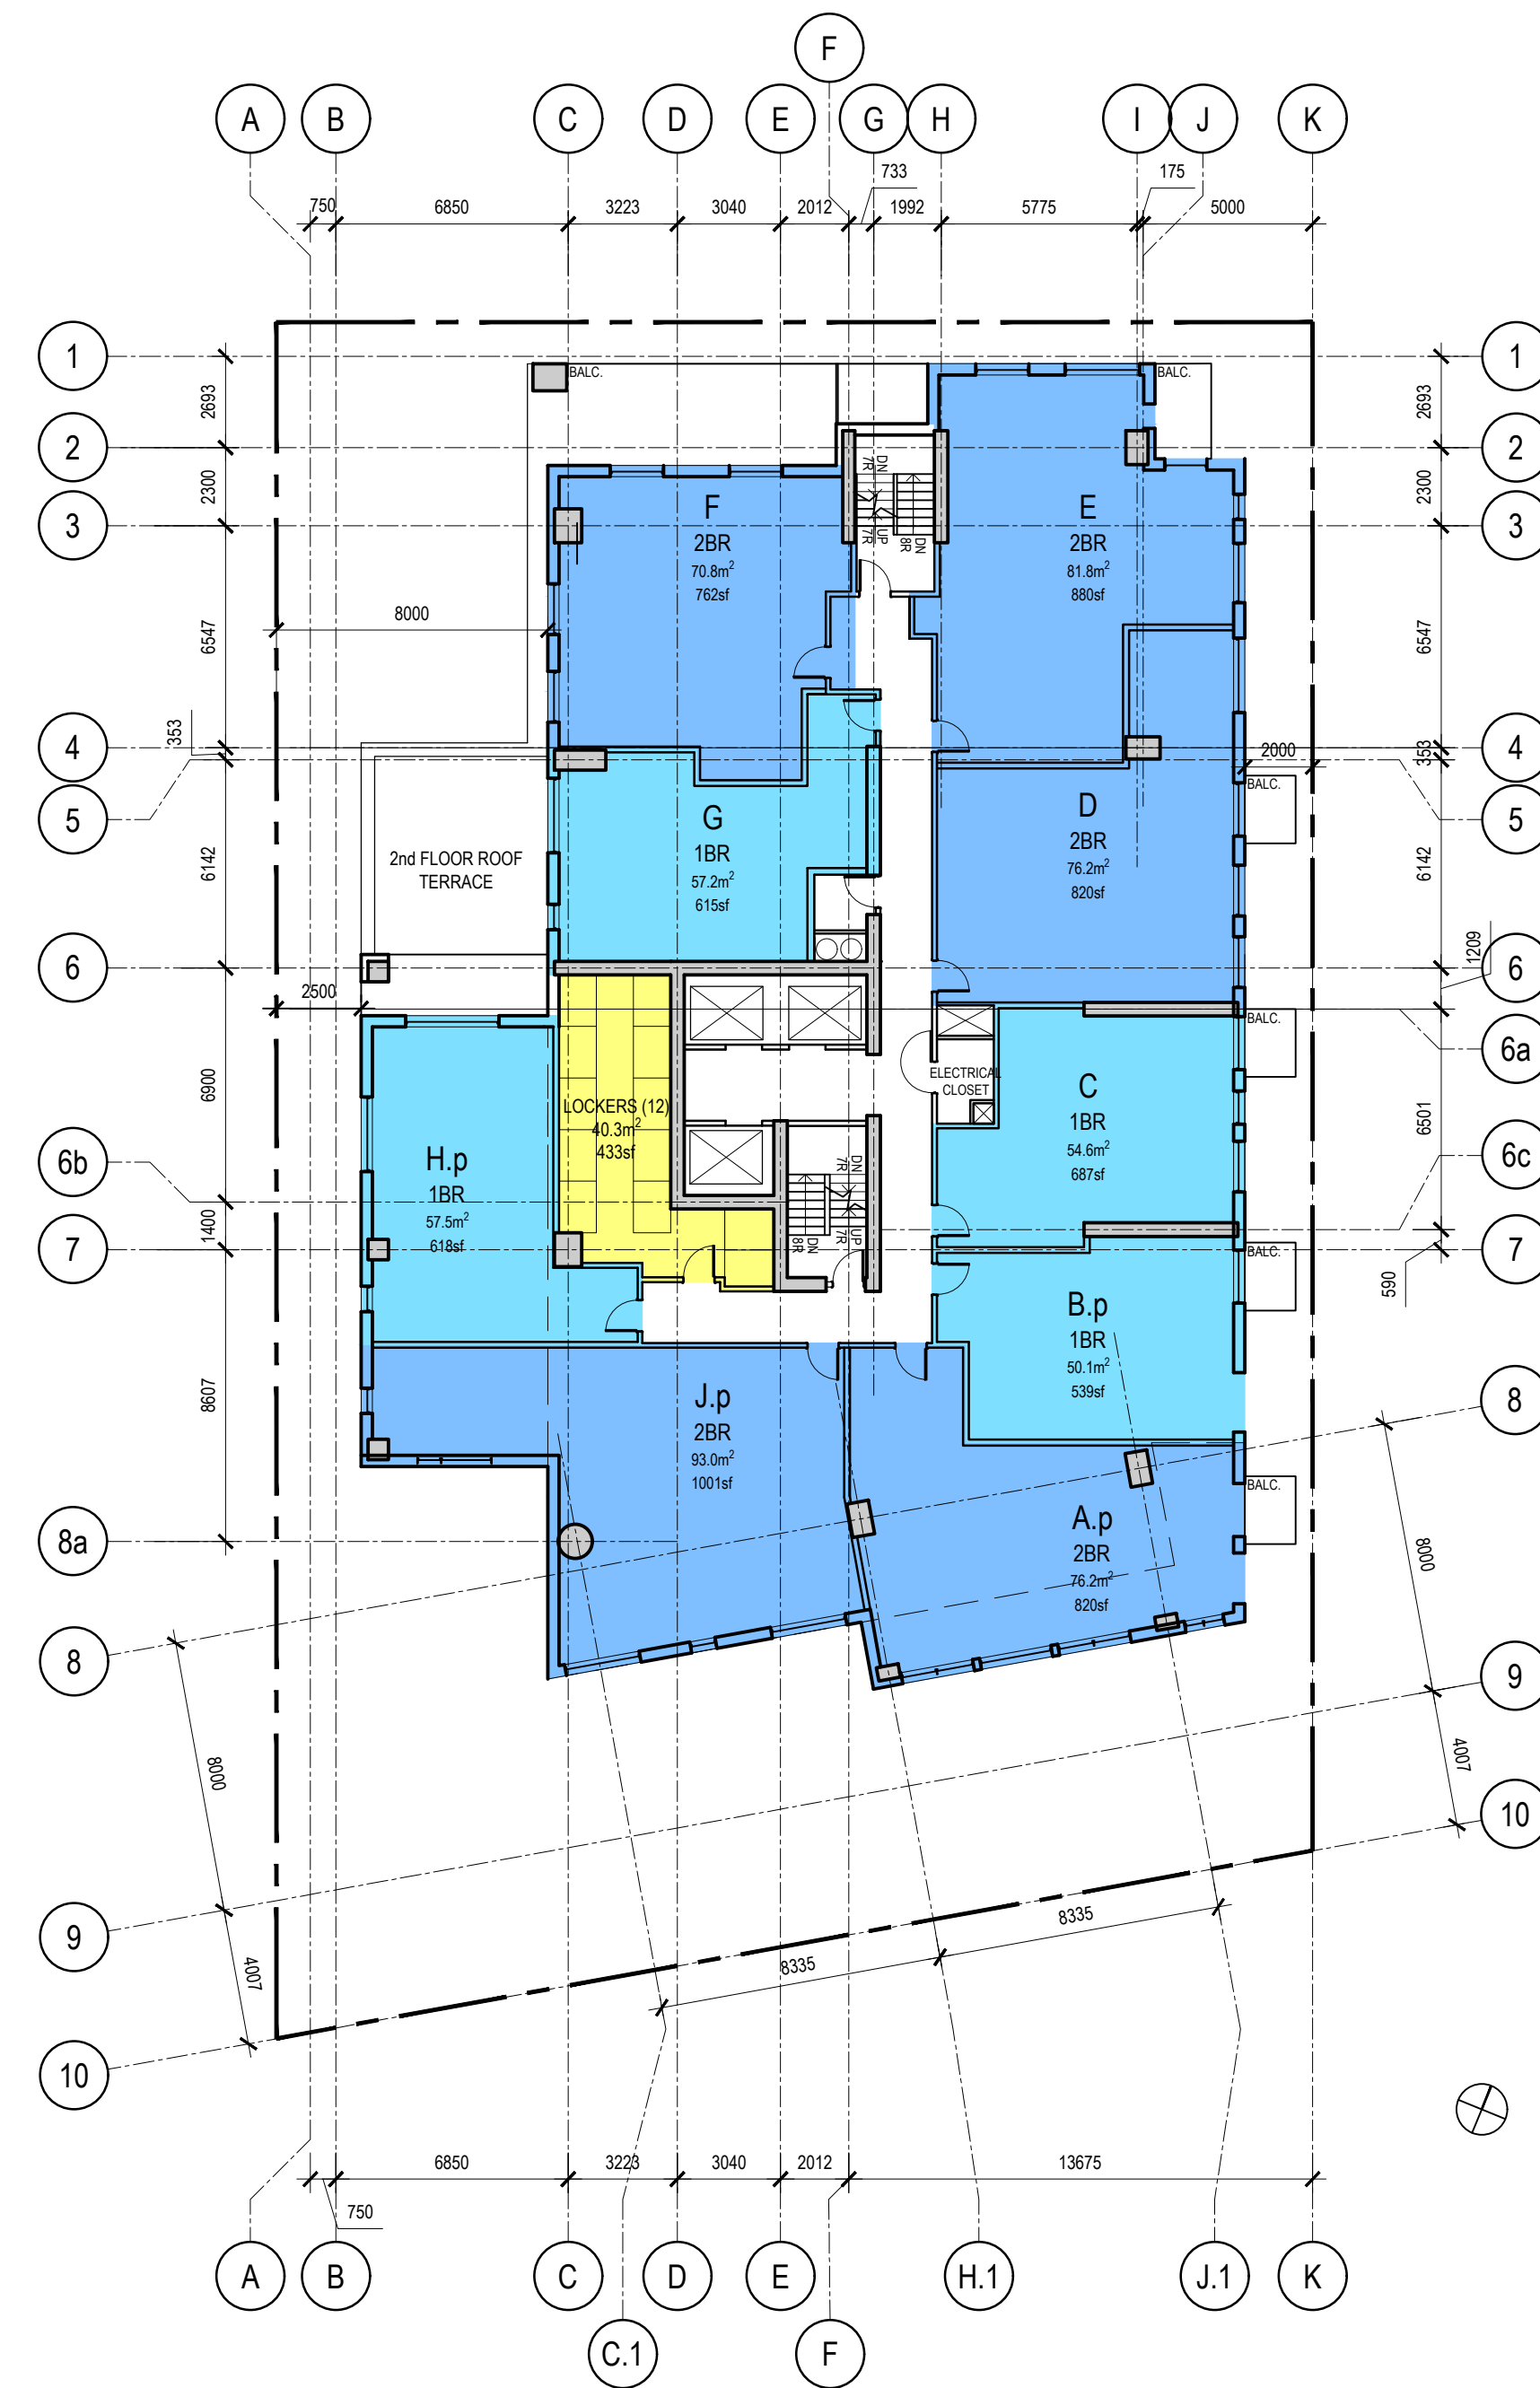 F
A
B
C
D
E
G
H
I
J
K
733
175
750
6850
3223
3040
2012
1992
5775
5000
1
1
2693
2693
BALC.
BALC.
2
2
2300
2300
DN
7R
UP
7R
DN
8R
3
3
F
2BR
70.8m²
762sf
E
2BR
81.8m²
880sf
8000
6547
6547
353
4
4
2000
353
BALC.
5
5
G
1BR
57.2m²
615sf
D
2BR
76.2m²
820sf
2nd FLOOR ROOF
TERRACE
6142
6142
1209
6
6
2500
BALC.
6a
ELECTRICAL
CLOSET
C
1BR
54.6m²
687sf
6900
6501
LOCKERS (12)
40.3m²
433sf
6b
6c
H.p
1BR
57.5m²
618sf
DN
7R
UP
7R
DN
8R
1400
7
7
BALC.
590
B.p
1BR
50.1m²
539sf
8607
8
J.p
2BR
93.0m²
1001sf
BALC.
A.p
2BR
76.2m²
820sf
8a
8000
8
9
8000
4007
10
9
8335
8335
4007
10
6850
3223
3040
2012
13675
750
A
B
C
D
E
H.1
J.1
K
C.1
F